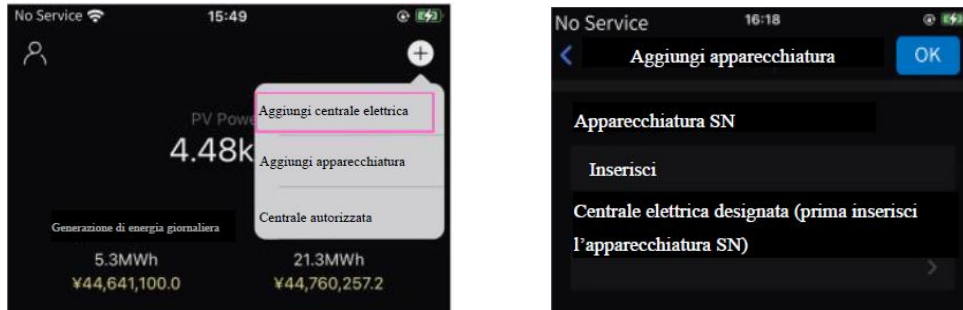 No Service 15:49
PV Powe
Aggiungi centrale elettrica
4.48k
Aggiungi apparecchiatura
Centrale autorizzata
Generazione di energia giornaliera
5.3MWh 21.3MWh
¥44,641,100.0 ¥44,760,257.2
No Service 16:18
Aggiungi apparecchiatura OK
Apparecchiatura SN
Inserisci
Centrale elettrica designata (prima inserisci
l’apparecchiatura SN)